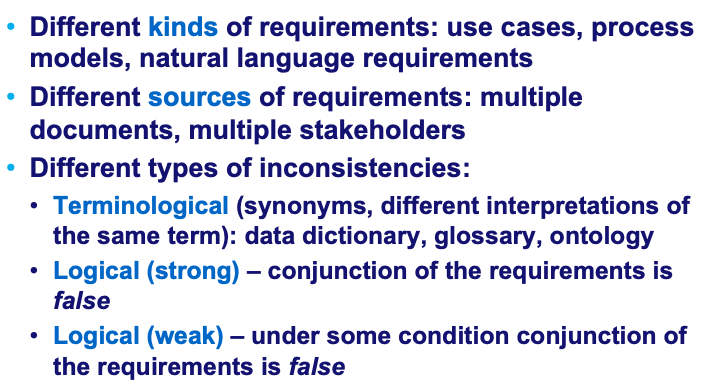 • Different kinds of requirements: use cases, process
models, natural language requirements
• Different sources of requirements: multiple
documents, multiple stakeholders
• Different types of inconsistencies:
• Terminological (synonyms, different interpretations of
the same term): data dictionary, glossary, ontology
• Logical (strong) – conjunction of the requirements is
false
• Logical (weak) – under some condition conjunction of
the requirements is false